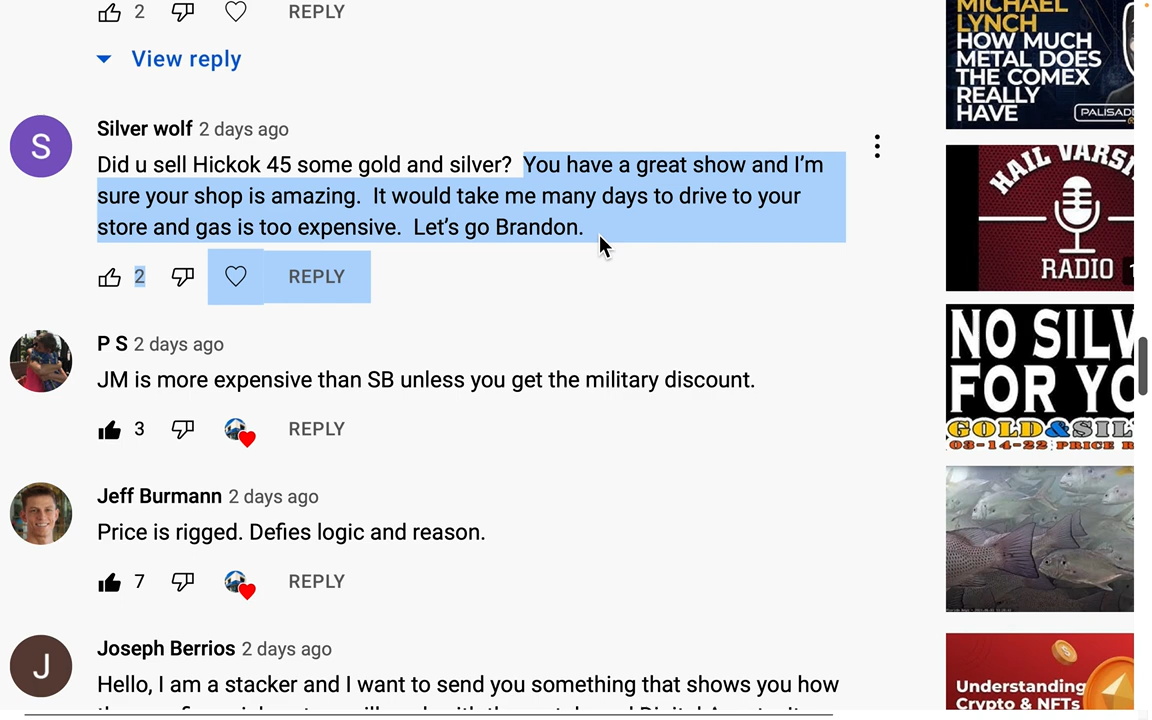 2 REPLY
View reply
Silver wolf 2 days ago
Did u sell Hickok 45 some gold and silver? You have a great show and I’m
sure your shop is amazing. It would take me many days to drive to your
store and gas is too expensive. Let’s go Brandon.
2 REPLY
P S 2 days ago
JM is more expensive than SB unless you get the military discount.
3 REPLY
Jeff Burmann 2 days ago
Price is rigged. Defies logic and reason.
7 REPLY
Joseph Berrios 2 days ago
Hello, I am a stacker and I want to send you something that shows you how
S
J
MICHAEL
LYNCH
HOW MUCH
METAL DOES
THE COMEX
REALLY
HAVE
HAIL VARS
RADIO
NO SILV
FOR YO
GOLD&SIL
03-14-22 PRICE R
Understanding
Crypto & NFTs